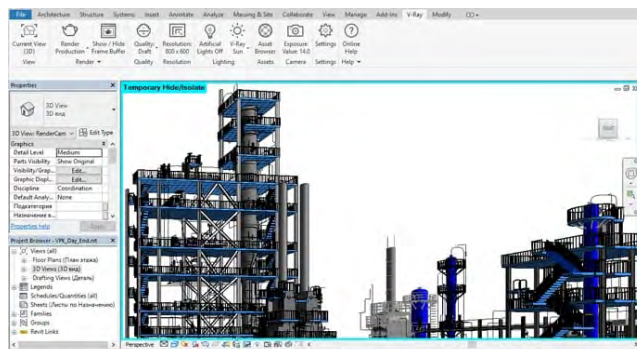 File Architecture Structure Systems Insert Annotate Analyze Massing & Site Collaborate View Manage Add-Ins V-Ray Modify
Current View (3D)
Render Production
Show / Hide Frame Buffer
Quality: Draft
Resolution: 800 x 600
Artificial Lights Off
V-Ray Sun
Asset Browser
Exposure Value: 14.0
Settings
Online Help
View Render Quality Resolution Lighting Assets Camera Settings Help
Properties
Temporary Hide/Isolate
3D View
3D вид
3D View: RenderCam Edit Type
Graphics
Detail Level Medium
Parts Visibility Show Original
Visibility/Grap... Edit...
Graphic Displ... Edit...
Discipline Coordination
Default Analy... None
Подкатегория
Назначение в...
Properties help Apply
Project Browser - VPK_Day_End.rvt
Views (all)
Floor Plans (План этажа)
3D Views (3D вид)
Drafting Views (Деталь)
Legends
Schedules/Quantities (all)
Sheets (Листы по Назначению)
Families
Groups
Revit Links
Perspective